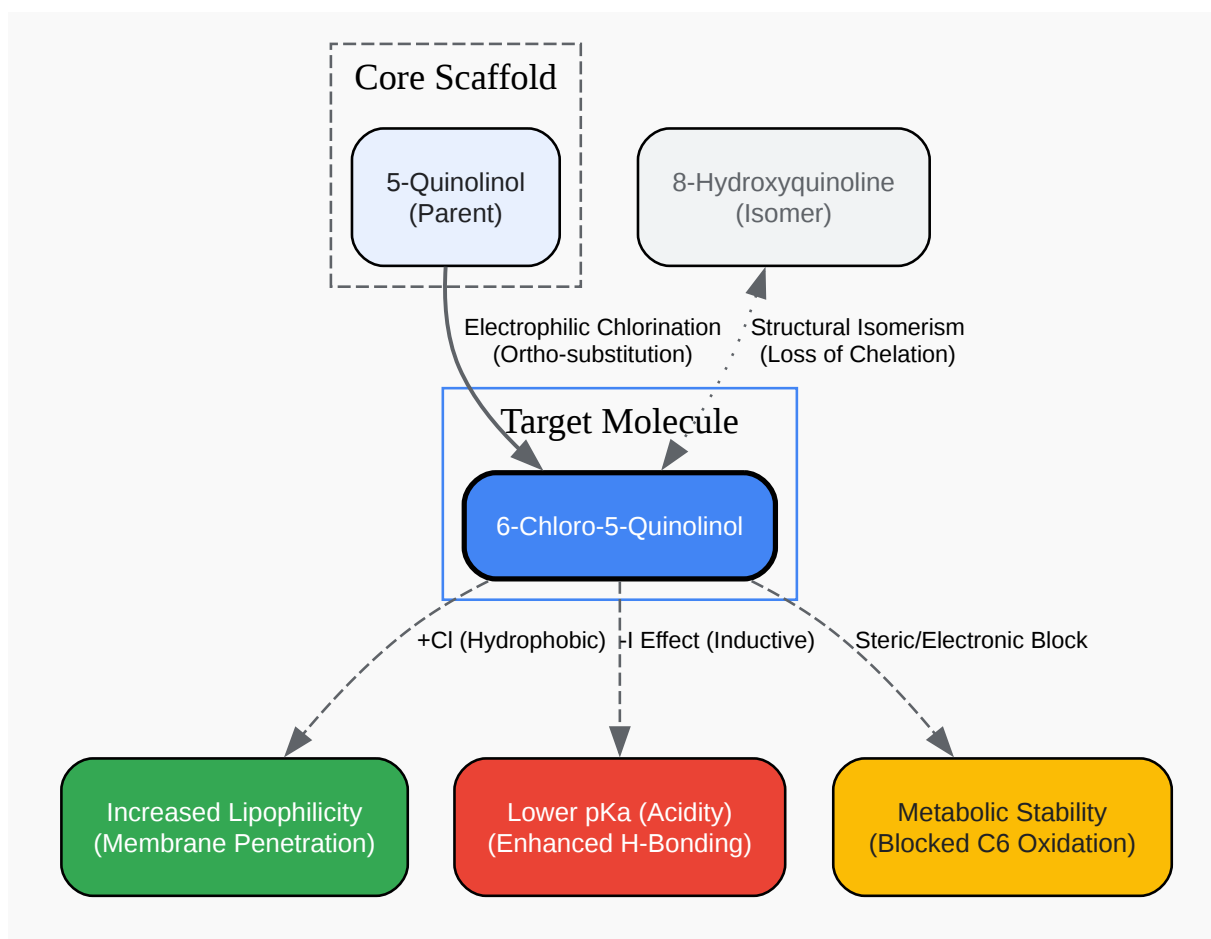 Core Scaffold
5-Quinolinol
(Parent)
8-Hydroxyquinoline
(Isomer)
Electrophilic Chlorination
(Ortho-substitution)
Structural Isomerism
(Loss of Chelation)
Target Molecule
6-Chloro-5-Quinolinol
+Cl (Hydrophobic)
-I Effect (Inductive)
Steric/Electronic Block
Increased Lipophilicity
(Membrane Penetration)
Lower pKa (Acidity)
(Enhanced H-Bonding)
Metabolic Stability
(Blocked C6 Oxidation)